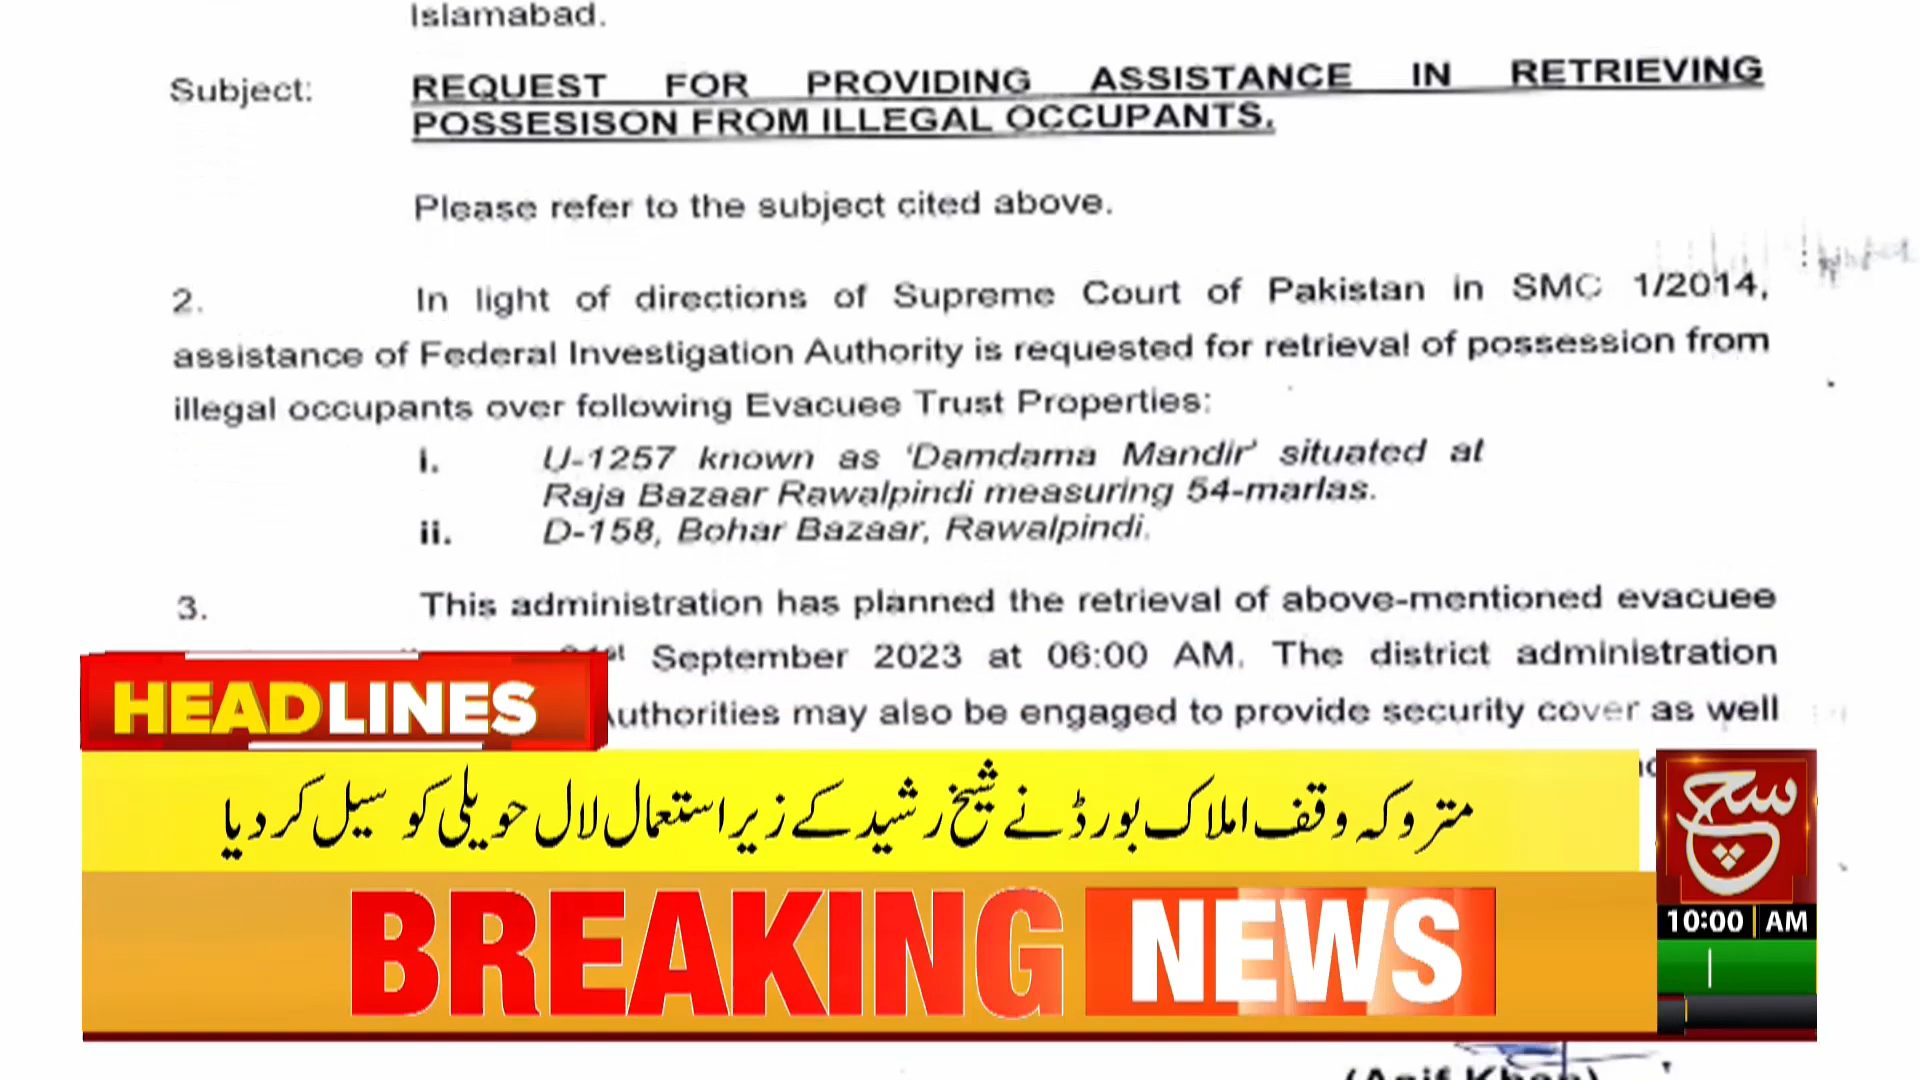 Islamabad.
Subject: REQUEST FOR PROVIDING ASSISTANCE IN RETRIEVING
POSSESISON FROM ILLEGAL OCCUPANTS.
Please refer to the subject cited above.
2. In light of directions of Supreme Court of Pakistan in SMC 1/2014,
assistance of Federal Investigation Authority is requested for retrieval of possession from
illegal occupants over following Evacuee Trust Properties:
i. U-1257 known as 'Damdama Mandir' situated at
Raja Bazaar Rawalpindi measuring 54-marlas.
ii. D-158, Bohar Bazaar, Rawalpindi.
3. This administration has planned the retrieval of above-mentioned evacuee
September 2023 at 06:00 AM. The district administration
HEADLINES
uthorities may also be engaged to provide security cover as well
متروکہ وقف املاک بورڈ نے شیخ رشید کے زیر استعمال لال حویلی کو سیل کر دیا
سچ
BREAKING NEWS
10:00 AM